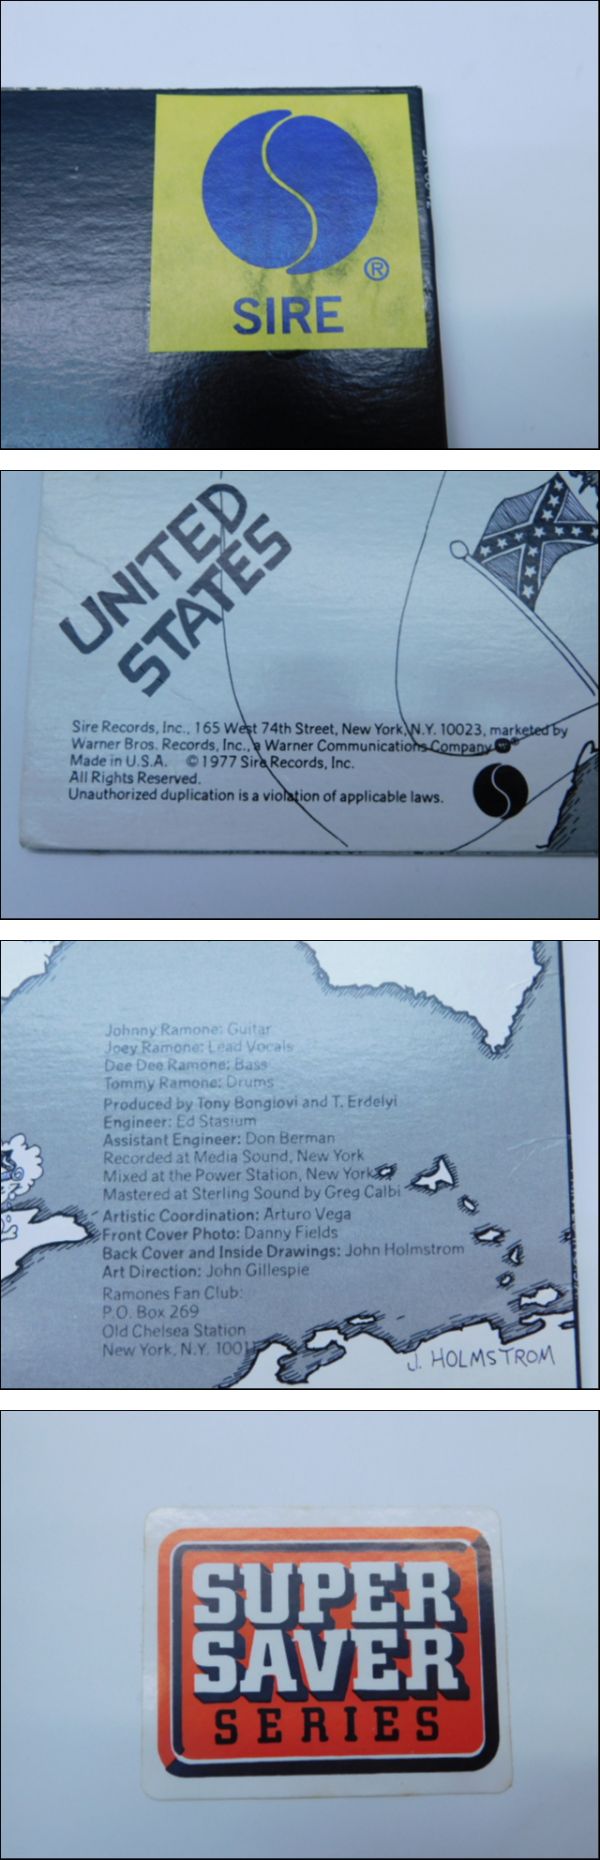 ®
SIRE
UNITED
STATES
Sire Records, Inc., 165 West 74th Street, New York, N.Y. 10023, marketed by
Warner Bros. Records, Inc., a Warner Communications Company
Made in U.S.A. © 1977 Sire Records, Inc.
All Rights Reserved.
Unauthorized duplication is a violation of applicable laws.
Johnny Ramone: Guitar
Joey Ramone: Lead Vocals
Dee Dee Ramone: Bass
Tommy Ramone: Drums
Produced by Tony Bongiovi and T. Erdelyi
Engineer: Ed Stasium
Assistant Engineer: Don Berman
Recorded at Media Sound, New York
Mixed at the Power Station, New York
Mastered at Sterling Sound by Greg Calbi
Artistic Coordination: Arturo Vega
Front Cover Photo: Danny Fields
Back Cover and Inside Drawings: John Holmstrom
Art Direction: John Gillespie
Ramones Fan Club:
P.O. Box 269
Old Chelsea Station
New York, N.Y.
J. HOLMSTROM
SUPER
SAVER
SERIES